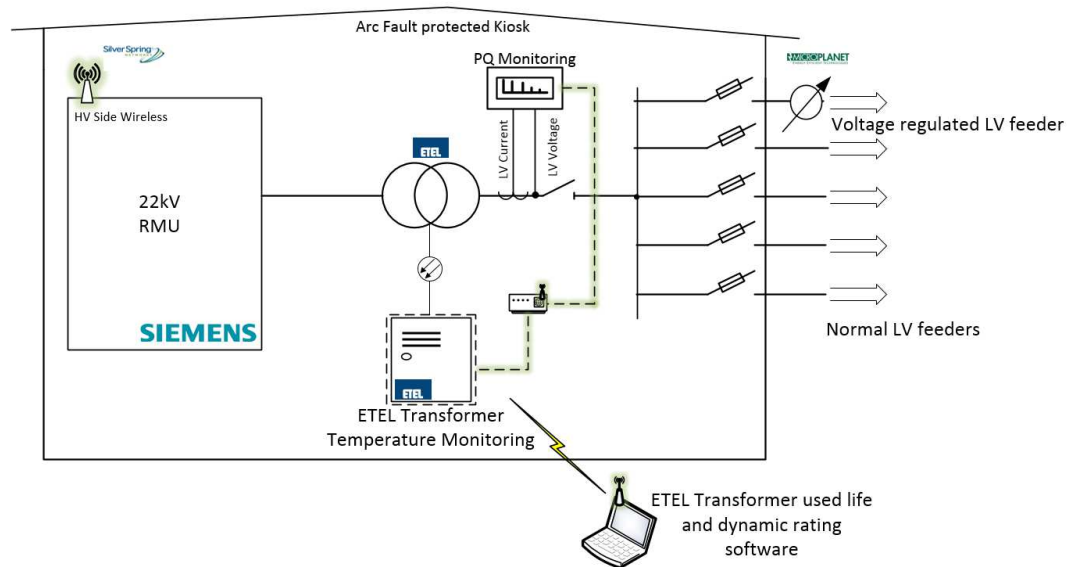 Arc Fault protected Kiosk
Silver Spring
NETWORKS
HV Side Wireless
PQ Monitoring
MICROPLANET
LV Current
LV Voltage
ETEL
Voltage regulated LV feeder
22kV
RMU
SIEMENS
Normal LV feeders
ETEL
ETEL Transformer
Temperature Monitoring
ETEL Transformer used life
and dynamic rating
software